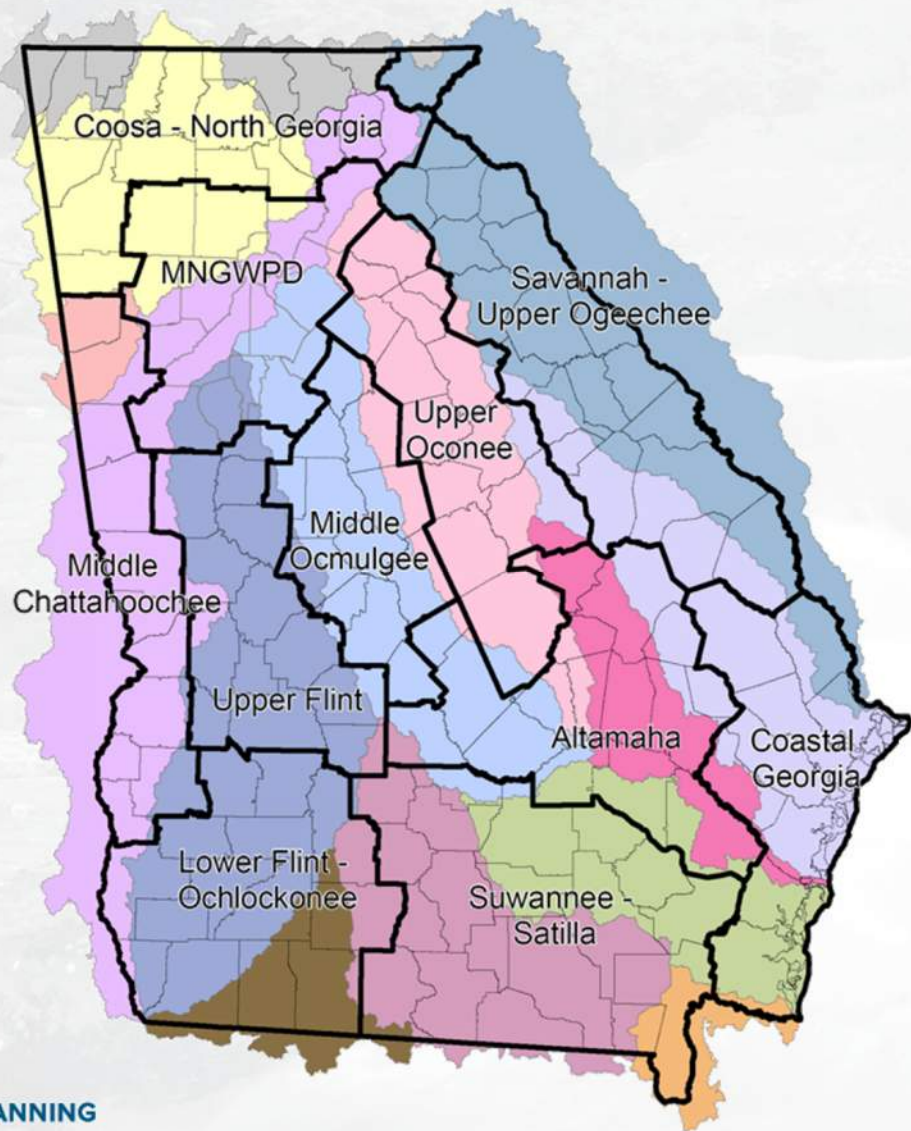 Coosa - North Georgia
MNGWPD
Savannah -
Upper Ogeechee
Upper
Oconee
Middle
Ocmulgee
Middle
Chattahoochee
Upper Flint
Altamaha
Coastal
Georgia
Lower Flint -
Ochlockonee
Suwannee -
Satilla
ANNING